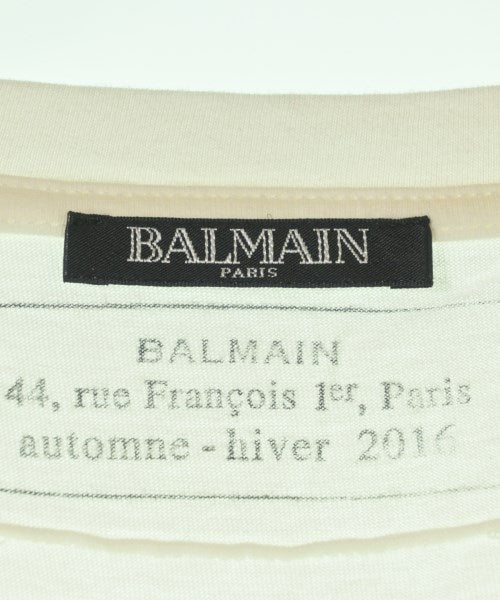 BALMAIN
PARIS
BALMAIN
44, rue François 1er, Paris
automne - hiver 2016